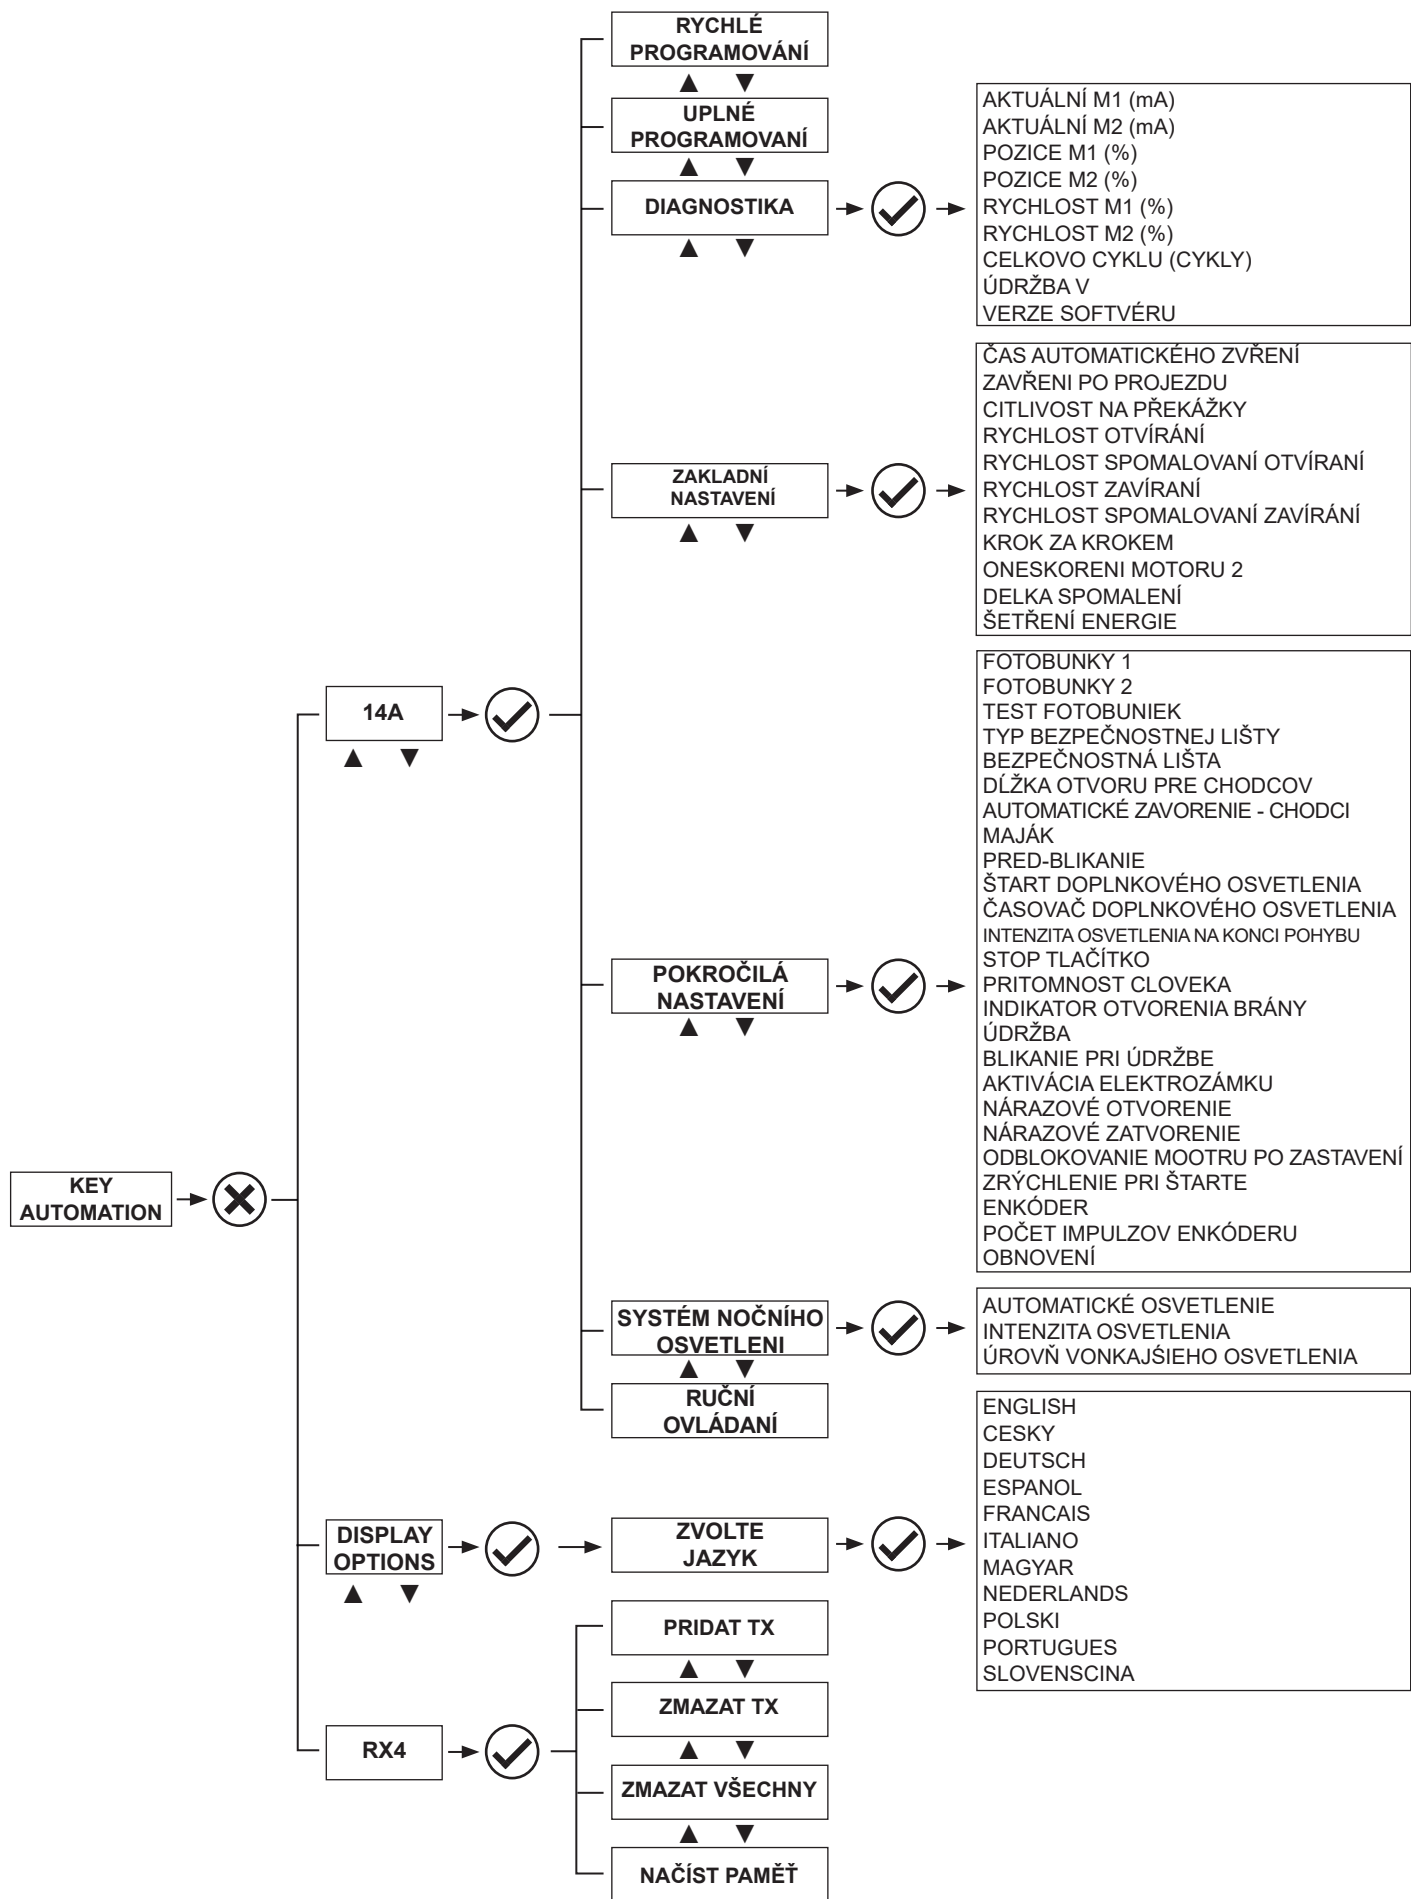 RYCHLÉ
PROGRAMOVÁNÍ
UPLNÉ
PROGRAMOVANÍ
DIAGNOSTIKA
AKTUÁLNÍ M1 (mA)
AKTUÁLNÍ M2 (mA)
POZICE M1 (%)
POZICE M2 (%)
RYCHLOST M1 (%)
RYCHLOST M2 (%)
CELKOVO CYKLU (CYKLY)
ÚDRŽBA V
VERZE SOFTVÉRU
ZAKLADNÍ
NASTAVENÍ
ČAS AUTOMATICKÉHO ZVŘENÍ
ZAVŘENI PO PROJEZDU
CITLIVOST NA PŘEKÁŽKY
RYCHLOST OTVÍRÁNÍ
RYCHLOST SPOMALOVANÍ OTVÍRANÍ
RYCHLOST ZAVÍRANÍ
RYCHLOST SPOMALOVANÍ ZAVÍRÁNÍ
KROK ZA KROKEM
ONESKORENI MOTORU 2
DELKA SPOMALENÍ
ŠETŘENÍ ENERGIE
14A
POKROČILÁ
NASTAVENÍ
FOTOBUNKY 1
FOTOBUNKY 2
TEST FOTOBUNIEK
TYP BEZPEČNOSTNEJ LIŠTY
BEZPEČNOSTNÁ LIŠTA
DĹŽKA OTVORU PRE CHODCOV
AUTOMATICKÉ ZAVORENIE - CHODCI
MAJÁK
PRED-BLIKANIE
ŠTART DOPLNKOVÉHO OSVETLENIA
ČASOVAČ DOPLNKOVÉHO OSVETLENIA
INTENZITA OSVETLENIA NA KONCI POHYBU
STOP TLAČÍTKO
PRITOMNOST CLOVEKA
INDIKATOR OTVORENIA BRÁNY
ÚDRŽBA
BLIKANIE PRI ÚDRŽBE
AKTIVÁCIA ELEKTROZÁMKU
NÁRAZOVÉ OTVORENIE
NÁRAZOVÉ ZATVORENIE
ODBLOKOVANIE MOOTRU PO ZASTAVENÍ
ZRÝCHLENIE PRI ŠTARTE
ENKÓDER
POČET IMPULZOV ENKÓDERU
OBNOVENÍ
KEY
AUTOMATION
SYSTÉM NOČNÍHO
OSVETLENI
AUTOMATICKÉ OSVETLENIE
INTENZITA OSVETLENIA
ÚROVŇ VONKAJŚIEHO OSVETLENIA
RUČNÍ
OVLÁDANÍ
DISPLAY
OPTIONS
ZVOLTE
JAZYK
ENGLISH
CESKY
DEUTSCH
ESPANOL
FRANCAIS
ITALIANO
MAGYAR
NEDERLANDS
POLSKI
PORTUGUES
SLOVENSCINA
RX4
PRIDAT TX
ZMAZAT TX
ZMAZAT VŠECHNY
NAČÍST PAMĚŤ